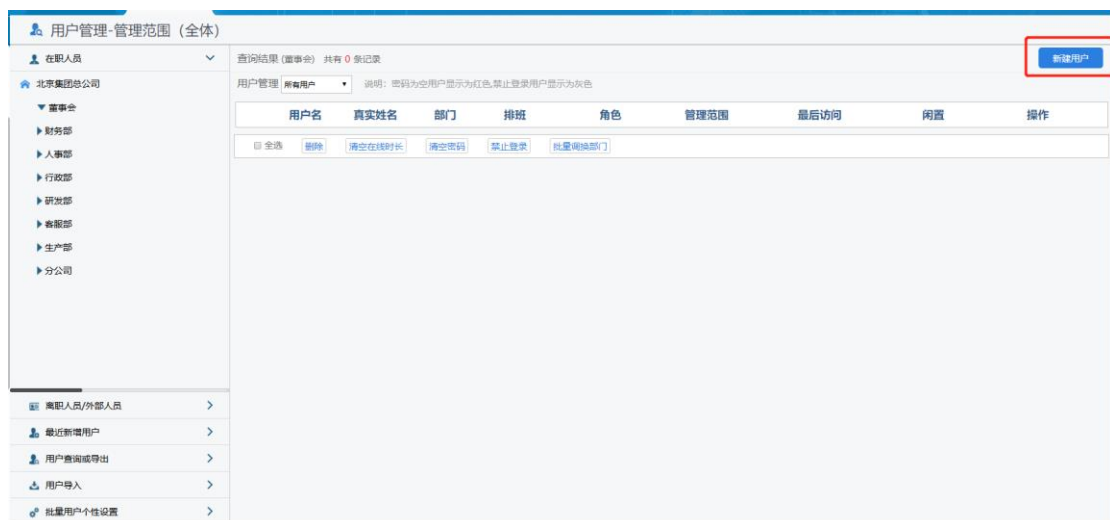 用户管理-管理范围（全体）
在职人员
北京集团总公司
董事会
财务部
人事部
行政部
研发部
客服部
生产部
分公司
离职人员/外部人员
最近新增用户
用户查询或导出
用户导入
批量用户个性设置
查询结果 (董事会) 共有 0 条记录
新建用户
用户管理 所有用户 说明：密码为空用户显示为红色,禁止登录用户显示为灰色
用户名 真实姓名 部门 排班 角色 管理范围 最后访问 闲置 操作
全选 删除 清空在线时长 清空密码 禁止登录 批量调换部门